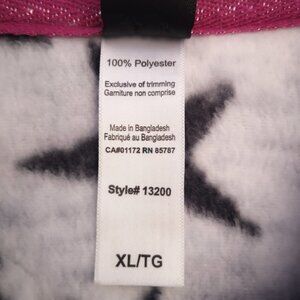 100% Polyester
Exclusive of trimming
Garniture non comprise
Made in Bangladesh
Fabriqué au Bangladesh
CA#01172 RN 85787
Style# 13200
XL/TG